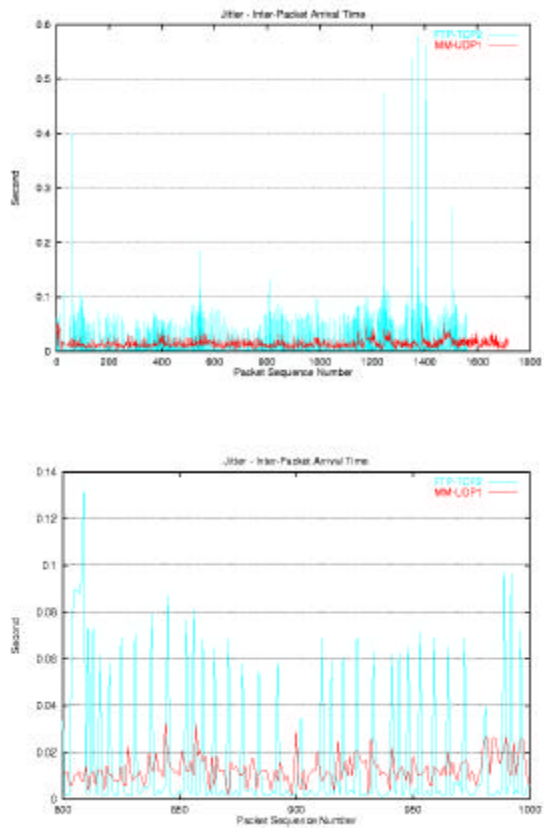 Jitter - Inter-Packet Arrival Time
0.6
FTP-TCP2
MM-UDP1
0.5
0.4
Second
0.3
0.2
0.1
0
0 200 400 600 800 1000 1200 1400 1600 1800
Packet Sequence Number
Jitter - Inter-Packet Arrival Time
0.14
FTP-TCP2
MM-UDP1
0.12
0.1
0.08
Second
0.06
0.04
0.02
0
800 850 900 950 1000
Packet Sequence Number